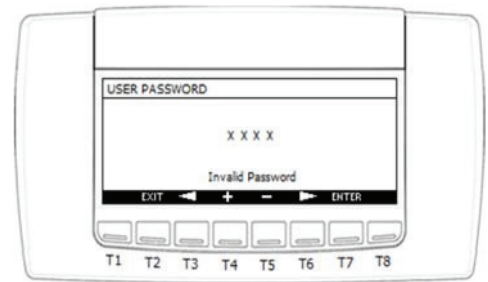 USER PASSWORD
X X X X
Invalid Password
EXIT + - ENTER
T1 T2 T3 T4 T5 T6 T7 T8